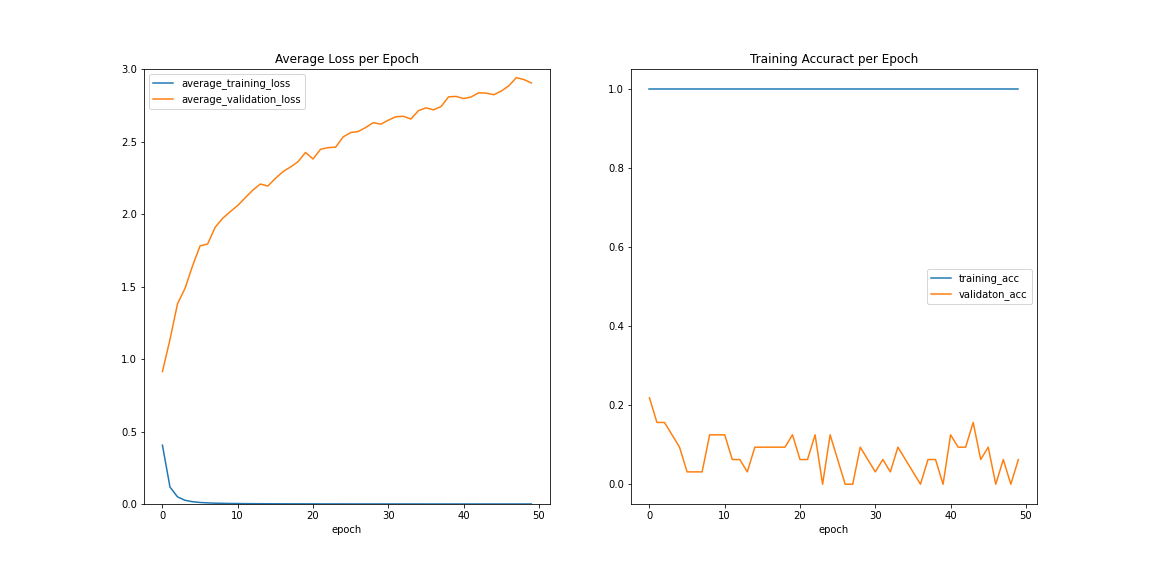 Average Loss per Epoch
average_training_loss
average_validation_loss
3.0
2.5
2.0
1.5
1.0
0.5
0.0
0 10 20 30 40 50
epoch
Training Accuract per Epoch
training_acc
validaton_acc
1.0
0.8
0.6
0.4
0.2
0.0
0 10 20 30 40 50
epoch